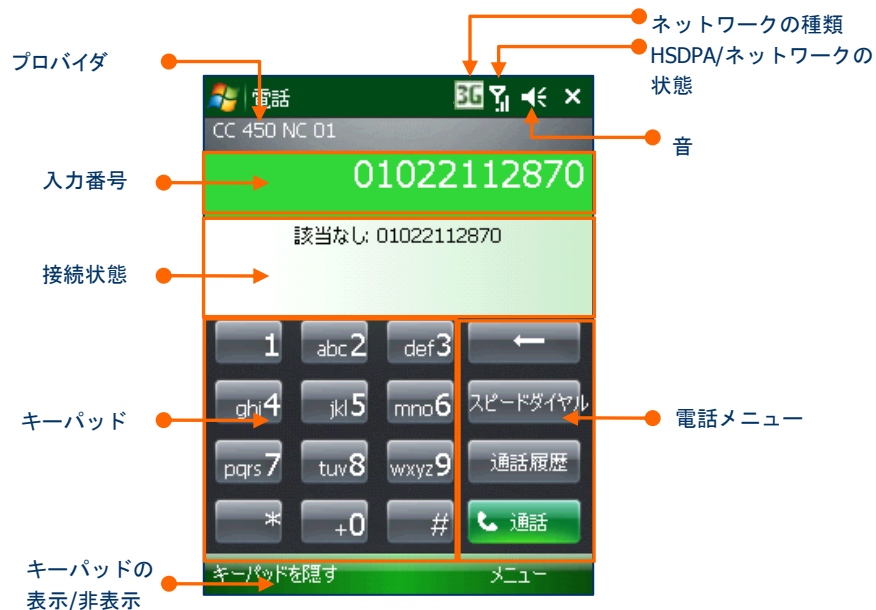 ネットワークの種類
プロバイダ
HSDPA/ネットワークの
状態
電話
3G
CC 450 NC 01
音
入力番号
01022112870
該当なし: 01022112870
接続状態
1
abc2
def3
←
ghi4
jkl5
mno6
スピードダイヤル
キーパッド
電話メニュー
pqrs7
tuv8
wxyz9
通話履歴
*
+0
#
通話
キーパッドの
表示/非表示
キーパッドを隠す
メニュー